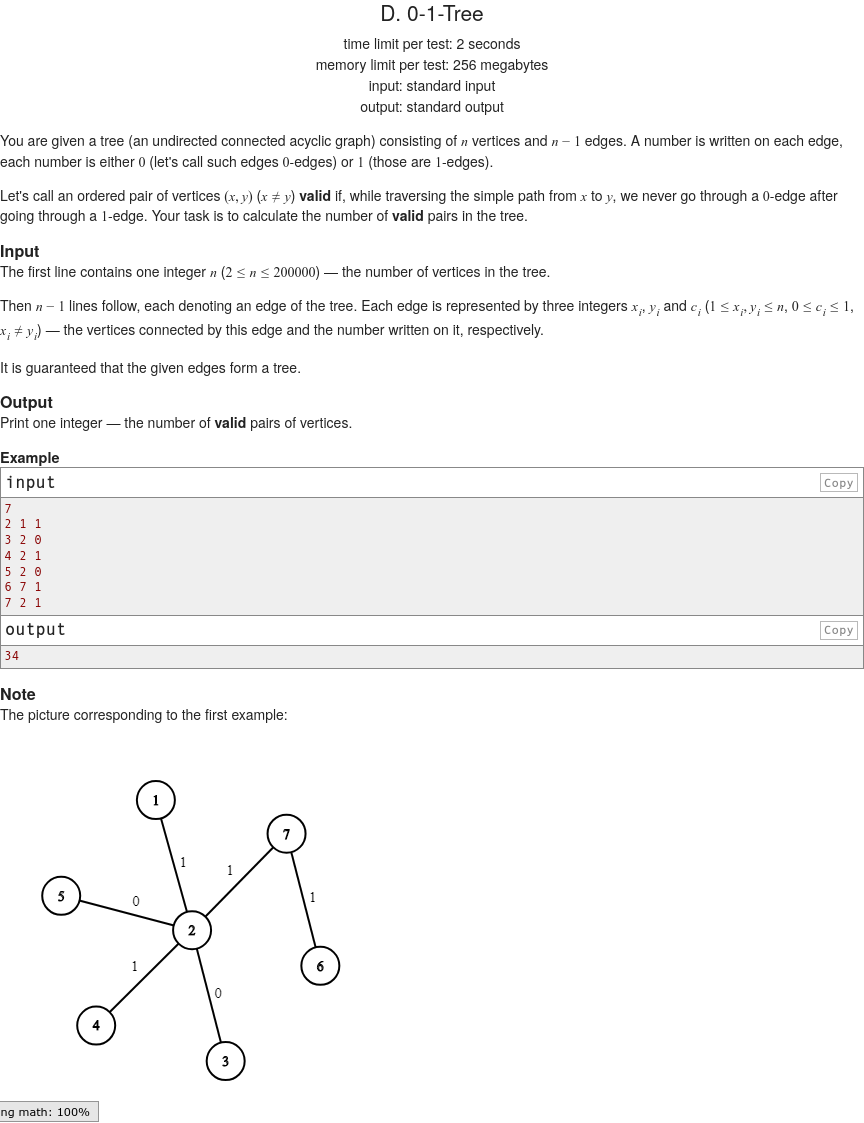 D. 0-1-Tree
time limit per test: 2 seconds
memory limit per test: 256 megabytes
input: standard input
output: standard output
You are given a tree (an undirected connected acyclic graph) consisting of n vertices and n − 1 edges. A number is written on each edge,
each number is either 0 (let's call such edges 0-edges) or 1 (those are 1-edges).
Let's call an ordered pair of vertices (x, y) (x ≠ y) valid if, while traversing the simple path from x to y, we never go through a 0-edge after
going through a 1-edge. Your task is to calculate the number of valid pairs in the tree.
Input
The first line contains one integer n (2 ≤ n ≤ 200000) — the number of vertices in the tree.
Then n − 1 lines follow, each denoting an edge of the tree. Each edge is represented by three integers x_i, y_i and c_i (1 ≤ x_i, y_i ≤ n, 0 ≤ c_i ≤ 1,
x_i ≠ y_i) — the vertices connected by this edge and the number written on it, respectively.
It is guaranteed that the given edges form a tree.
Output
Print one integer — the number of valid pairs of vertices.
Example
input Copy
7
2 1 1
3 2 0
4 2 1
5 2 0
6 7 1
7 2 1
output Copy
34
Note
The picture corresponding to the first example:
1
7
1
1
5
0
1
2
1
6
0
4
3
ng math: 100%